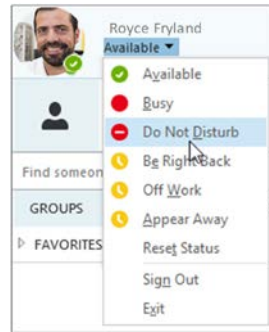 Royce Fryland
Available
Available
Busy
Do Not Disturb
Be Right Back
Find someon
Off Work
GROUPS
Appear Away
FAVORITES
Reset Status
Sign Out
Exit